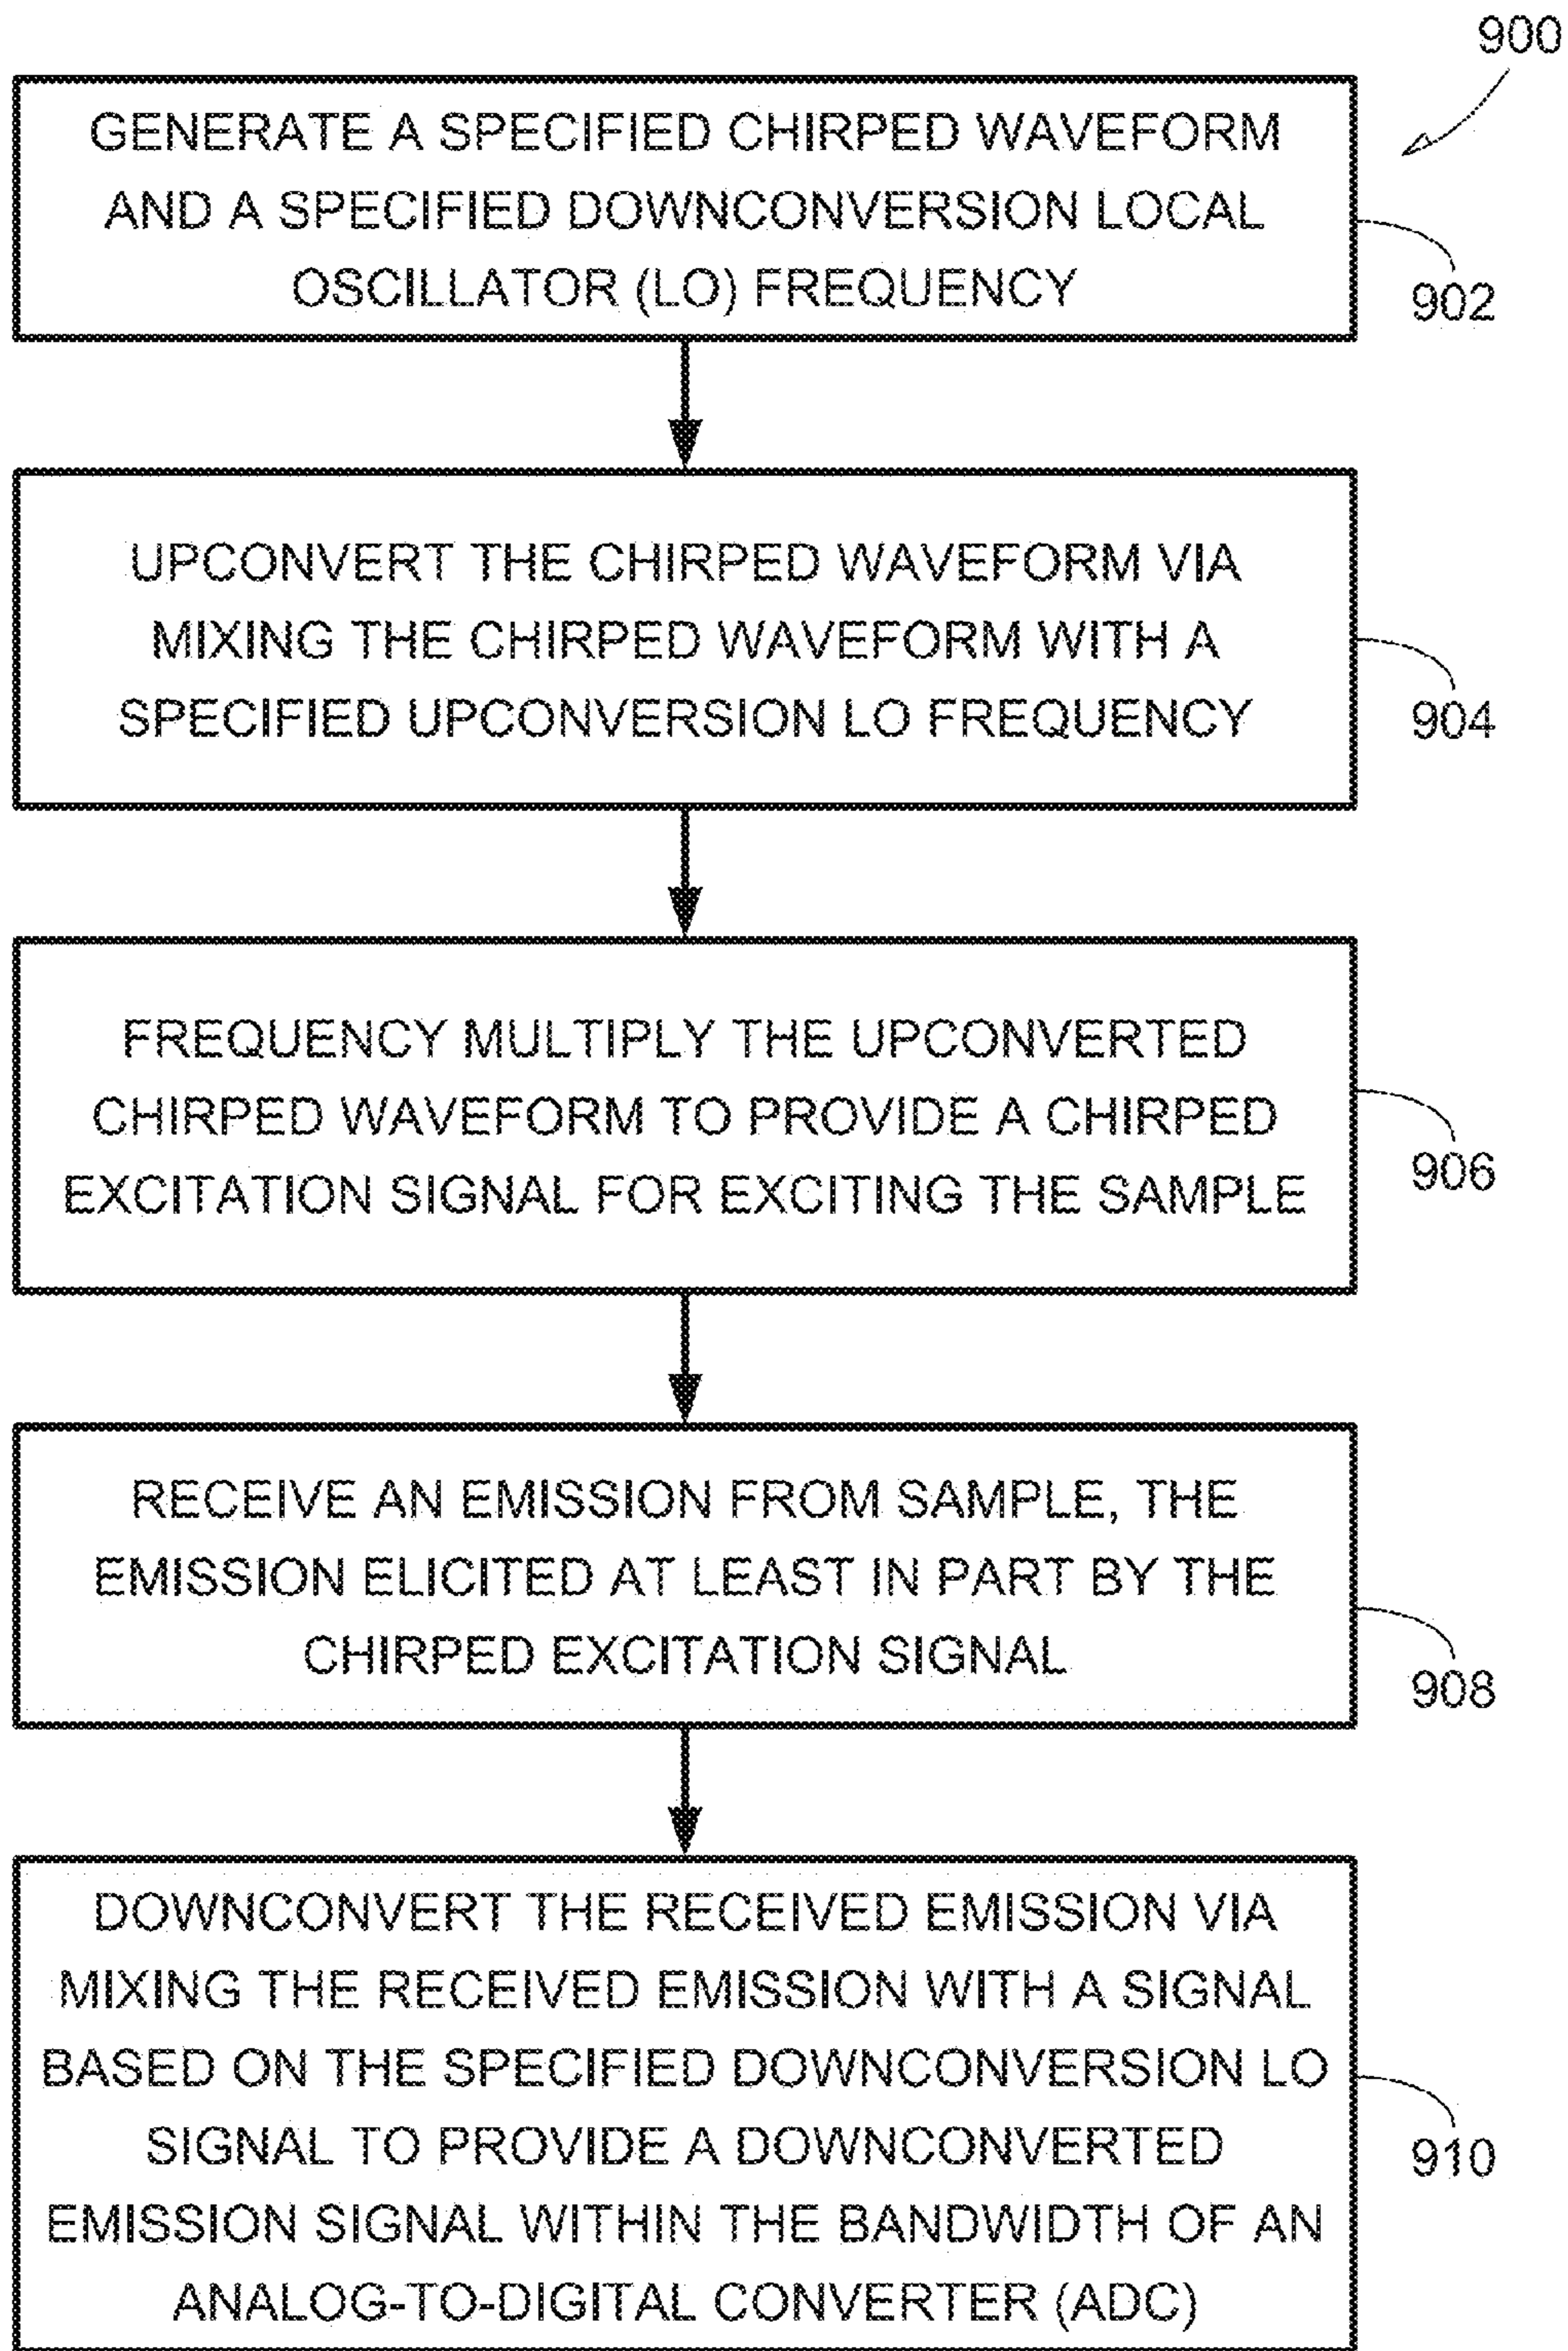 900
GENERATE A SPECIFIED CHIRPED WAVEFORM
AND A SPECIFIED DOWNCONVERSION LOCAL
OSCILLATOR (LO) FREQUENCY
902
UPCONVERT THE CHIRPED WAVEFORM VIA
MIXING THE CHIRPED WAVEFORM WITH A
SPECIFIED UPCONVERSION LO FREQUENCY
904
FREQUENCY MULTIPLY THE UPCONVERTED
CHIRPED WAVEFORM TO PROVIDE A CHIRPED
EXCITATION SIGNAL FOR EXCITING THE SAMPLE
906
RECEIVE AN EMISSION FROM SAMPLE, THE
EMISSION ELICITED AT LEAST IN PART BY THE
CHIRPED EXCITATION SIGNAL
908
DOWNCONVERT THE RECEIVED EMISSION VIA
MIXING THE RECEIVED EMISSION WITH A SIGNAL
BASED ON THE SPECIFIED DOWNCONVERSION LO
SIGNAL TO PROVIDE A DOWNCONVERTED
EMISSION SIGNAL WITHIN THE BANDWIDTH OF AN
ANALOG-TO-DIGITAL CONVERTER (ADC)
910